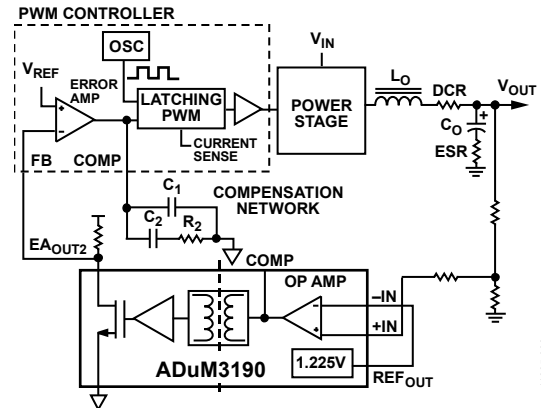 PWM CONTROLLER
OSC
VREF
ERROR
AMP
LATCHING
PWM
CURRENT
SENSE
FB
COMP
VIN
POWER
STAGE
LO
DCR
VOUT
CO
+
ESR
C1
C2
R2
COMPENSATION
NETWORK
EAOUT2
COMP
OP AMP
–IN
+IN
1.225V
REFOUT
ADuM3190